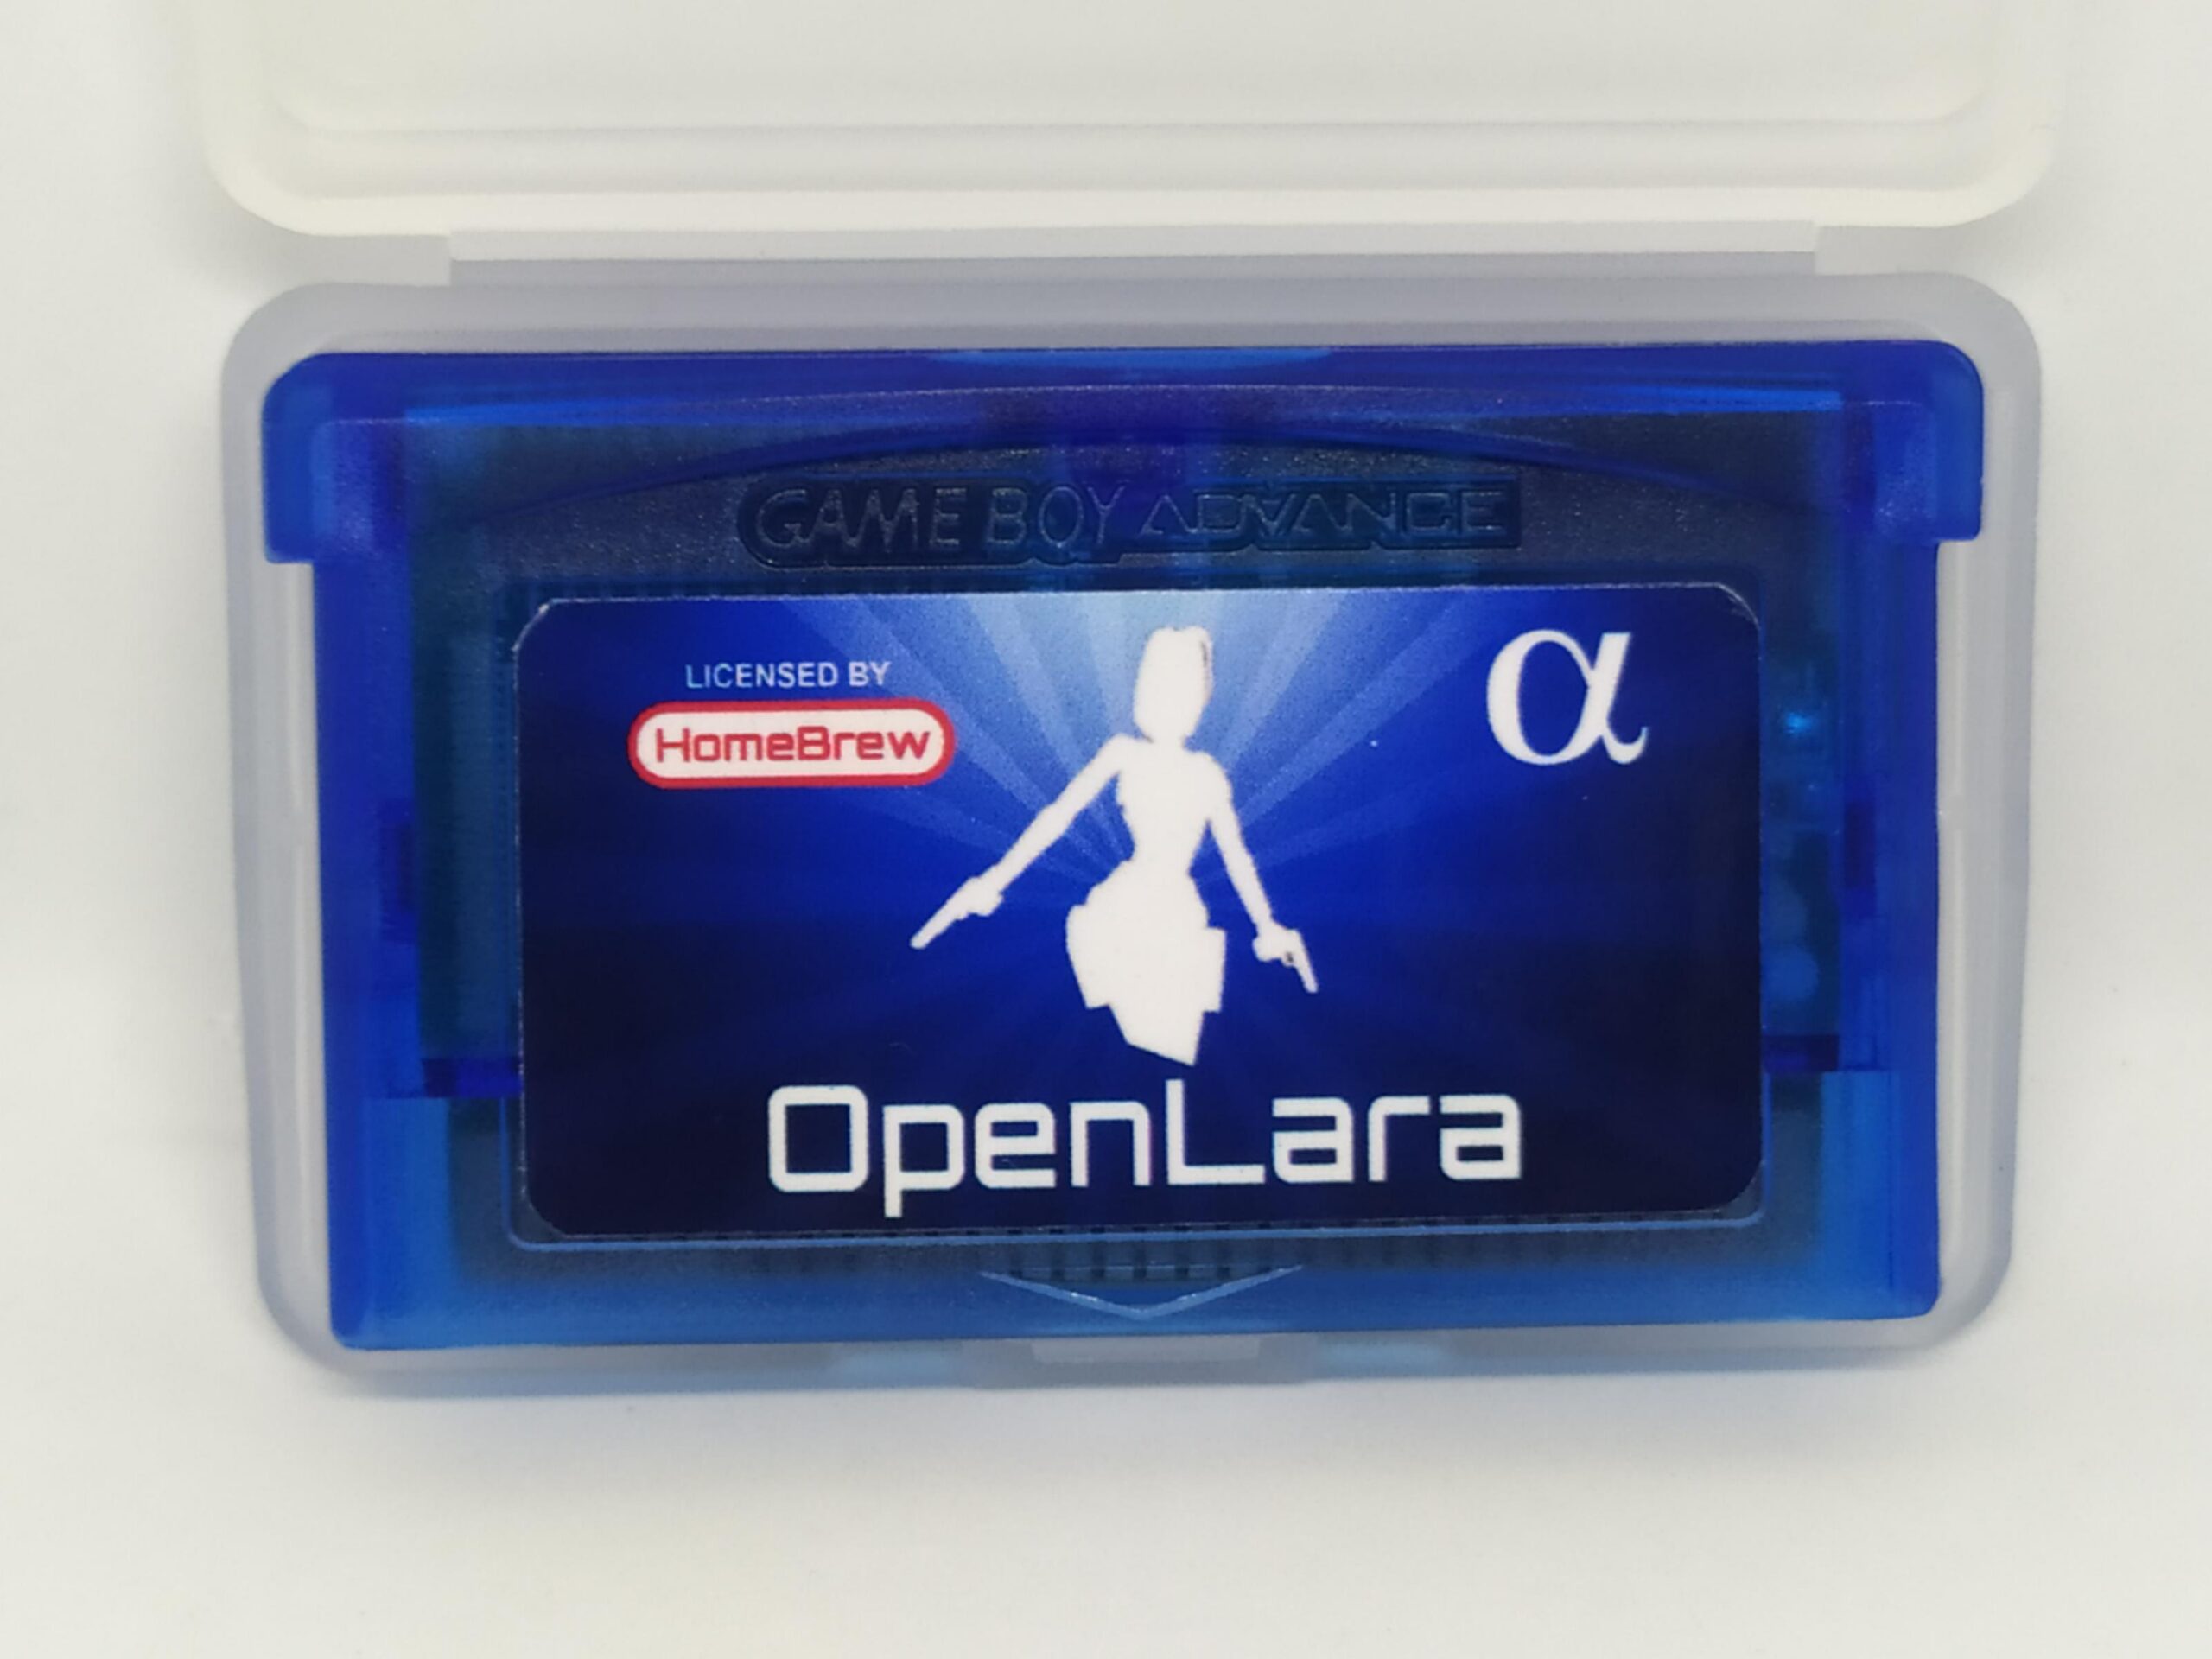 GAME BOY ADVANCE
LICENSED BY
HomeBrew
α
OpenLara